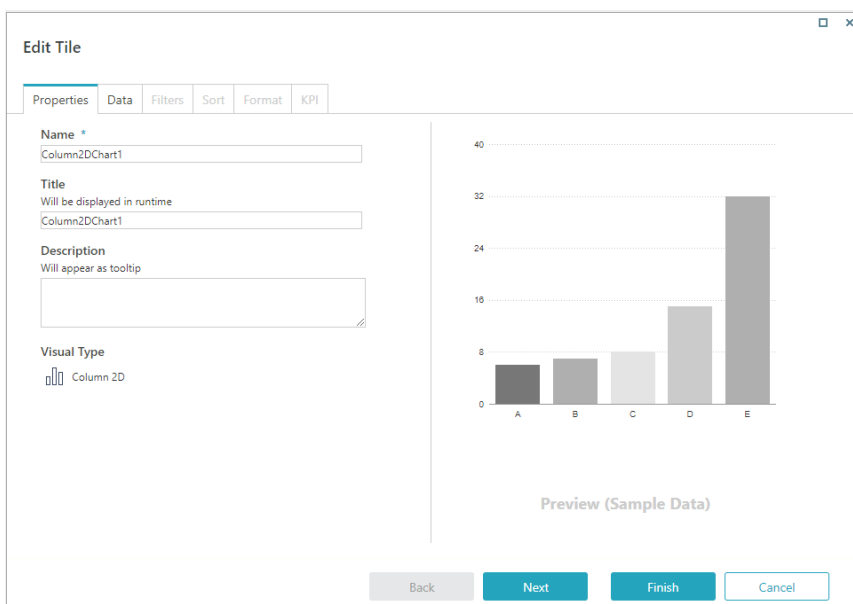 Edit Tile
Properties Data Filters Sort Format KPI
Name *
Column2DChart1
Title
Will be displayed in runtime
Column2DChart1
Description
Will appear as tooltip
Visual Type
Column 2D
40
32
24
16
8
0
A B C D E
Preview (Sample Data)
Back Next Finish Cancel